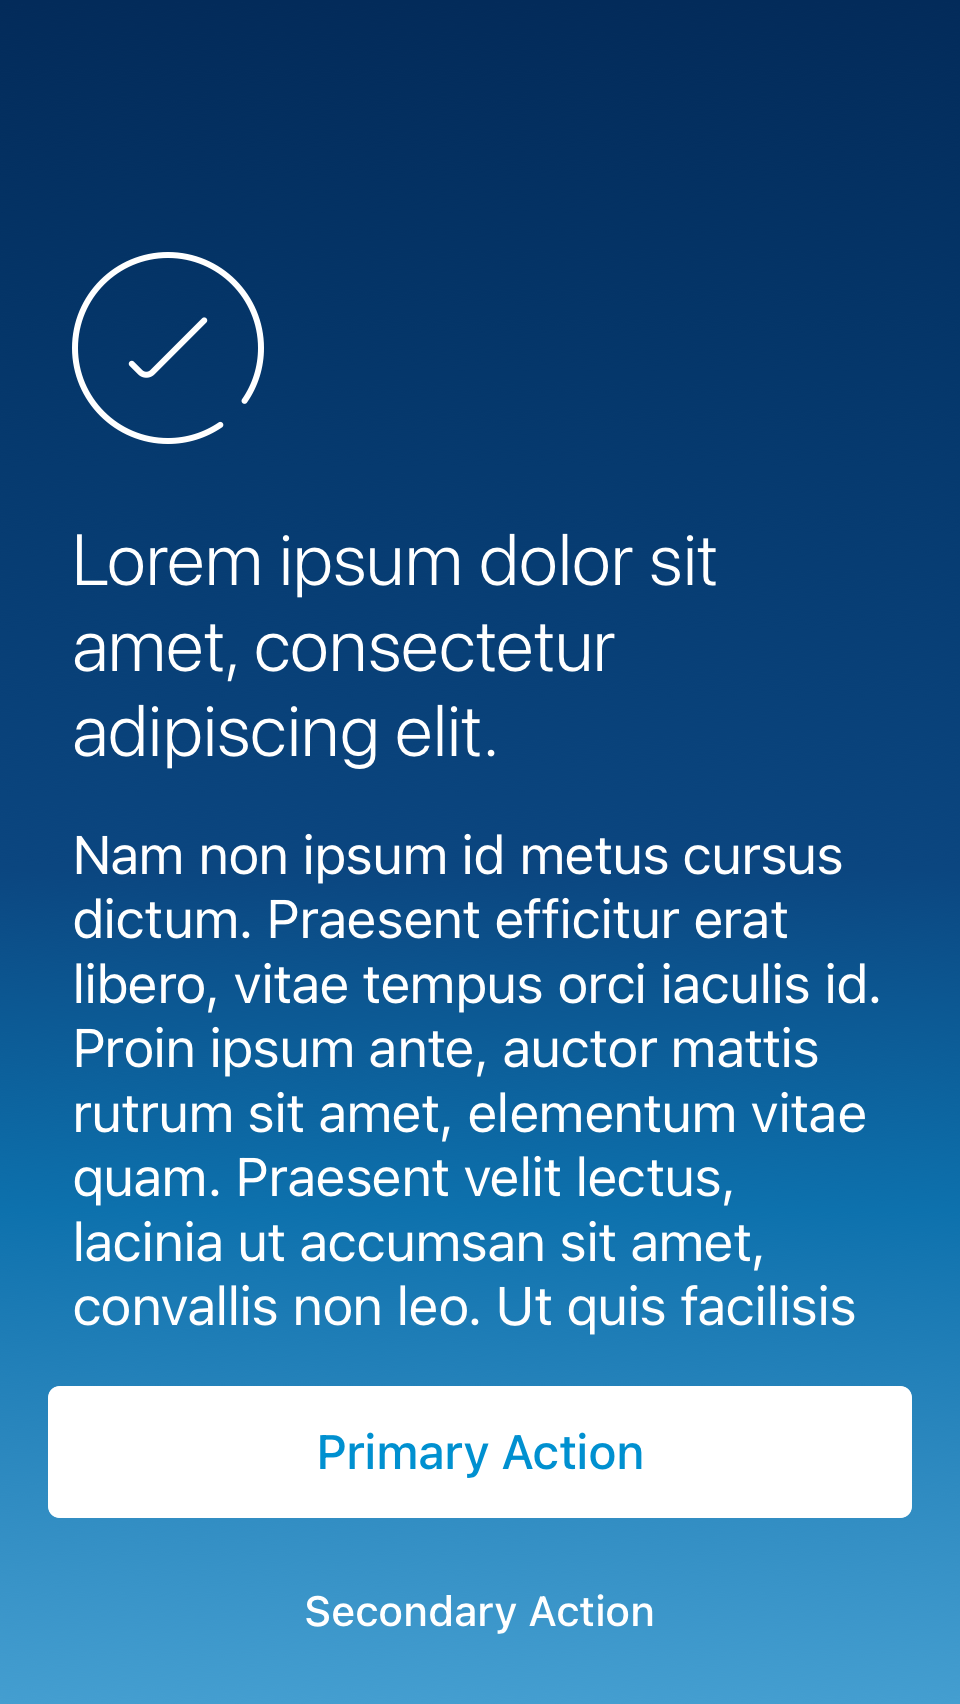 Lorem ipsum dolor sit
amet, consectetur
adipiscing elit.
Nam non ipsum id metus cursus
dictum. Praesent efficitur erat
libero, vitae tempus orci iaculis id.
Proin ipsum ante, auctor mattis
rutrum sit amet, elementum vitae
quam. Praesent velit lectus,
lacinia ut accumsan sit amet,
convallis non leo. Ut quis facilisis
Primary Action
Secondary Action